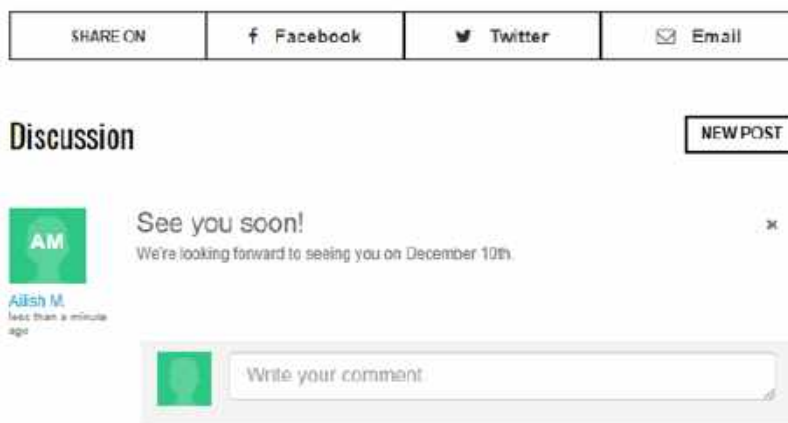 SHARE ON Facebook Twitter Email
Discussion NEW POST
AM
See you soon!
We're looking forward to seeing you on December 10th.
Ailish M.
less than a minute
ago
Write your comment